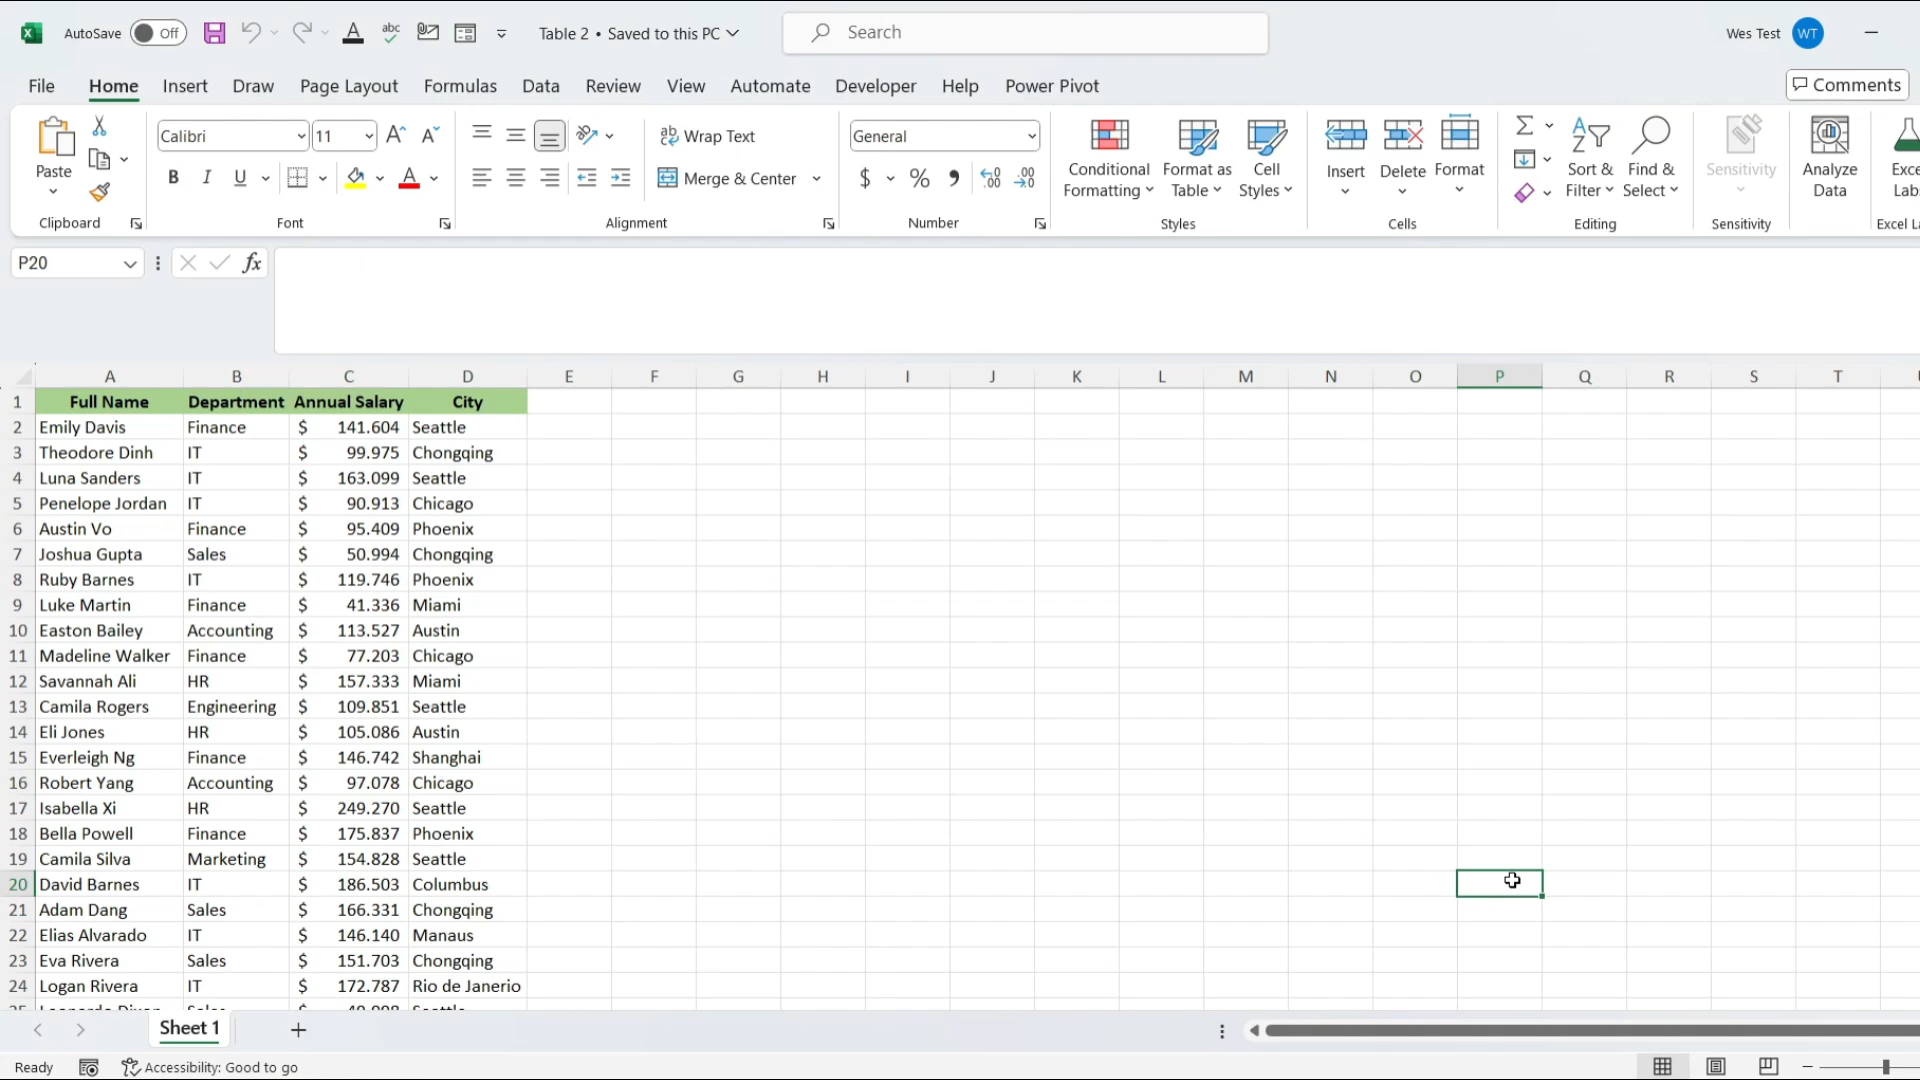 AutoSave Off Table 2 • Saved to this PC Search Wes Test WT
File Home Insert Draw Page Layout Formulas Data Review View Automate Developer Help Power Pivot Comments
Paste Calibri 11 Wrap Text General Conditional Formatting Format as Table Cell Styles Insert Delete Format Sort & Filter Find & Select Sensitivity Analyze Data
B I U Merge & Center $ % ,
Clipboard Font Alignment Number Styles Cells Editing Sensitivity
P20 fx
A B C D E F G H I J K L M N O P Q R S T
1 Full Name Department Annual Salary City
2 Emily Davis Finance $ 141.604 Seattle
3 Theodore Dinh IT $ 99.975 Chongqing
4 Luna Sanders IT $ 163.099 Seattle
5 Penelope Jordan IT $ 90.913 Chicago
6 Austin Vo Finance $ 95.409 Phoenix
7 Joshua Gupta Sales $ 50.994 Chongqing
8 Ruby Barnes IT $ 119.746 Phoenix
9 Luke Martin Finance $ 41.336 Miami
10 Easton Bailey Accounting $ 113.527 Austin
11 Madeline Walker Finance $ 77.203 Chicago
12 Savannah Ali HR $ 157.333 Miami
13 Camila Rogers Engineering $ 109.851 Seattle
14 Eli Jones HR $ 105.086 Austin
15 Everleigh Ng Finance $ 146.742 Shanghai
16 Robert Yang Accounting $ 97.078 Chicago
17 Isabella Xi HR $ 249.270 Seattle
18 Bella Powell Finance $ 175.837 Phoenix
19 Camila Silva Marketing $ 154.828 Seattle
20 David Barnes IT $ 186.503 Columbus
21 Adam Dang Sales $ 166.331 Chongqing
22 Elias Alvarado IT $ 146.140 Manaus
23 Eva Rivera Sales $ 151.703 Chongqing
24 Logan Rivera IT $ 172.787 Rio de Janerio
Sheet 1
Ready Accessibility: Good to go